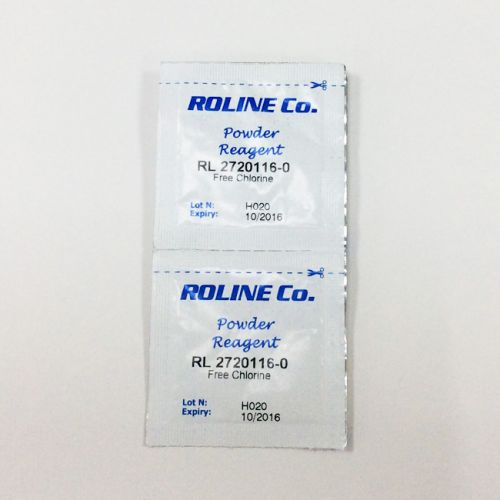 ROLINE Co.
Powder
Reagent
RL 2720116-0
Free Chlorine
Lot N: H020
Expiry: 10/2016
ROLINE Co.
Powder
Reagent
RL 2720116-0
Free Chlorine
Lot N: H020
Expiry: 10/2016